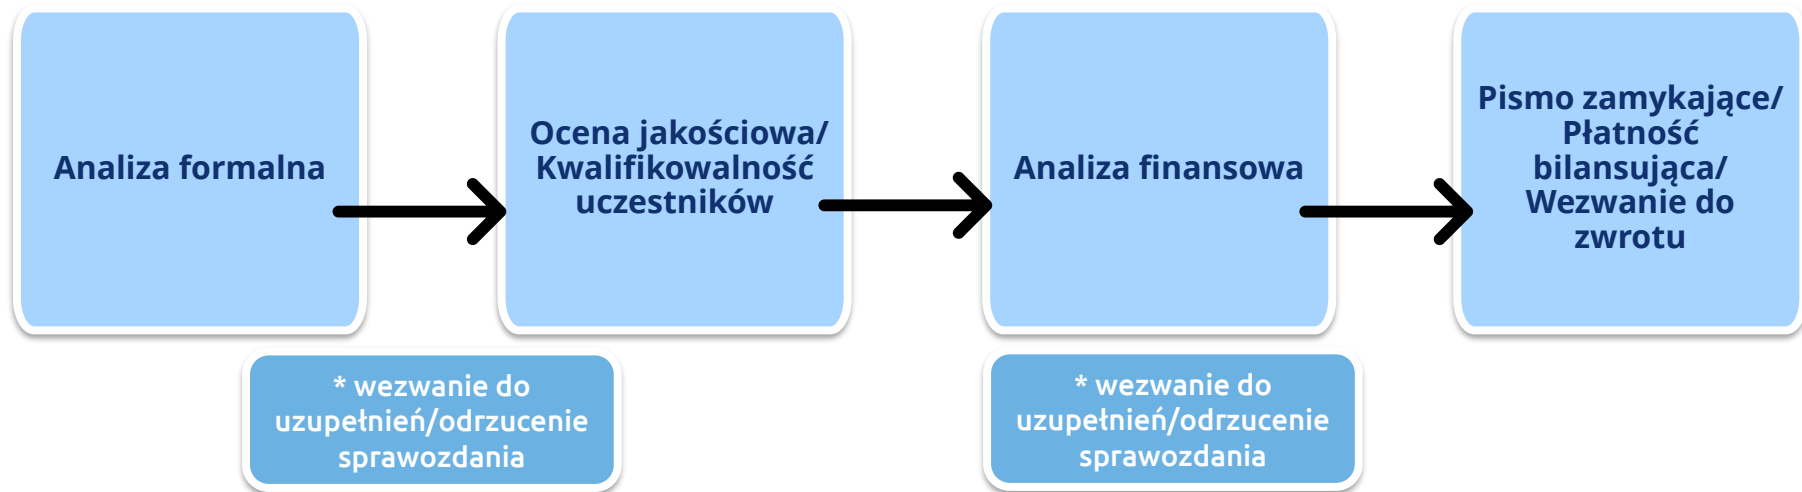 Analiza formalna
Ocena jakościowa/
Kwalifikowalność
uczestników
Analiza finansowa
Pismo zamykające/
Płatność
bilansująca/
Wezwanie do
zwrotu
* wezwanie do
uzupełnień/odrzucenie
sprawozdania
* wezwanie do
uzupełnień/odrzucenie
sprawozdania